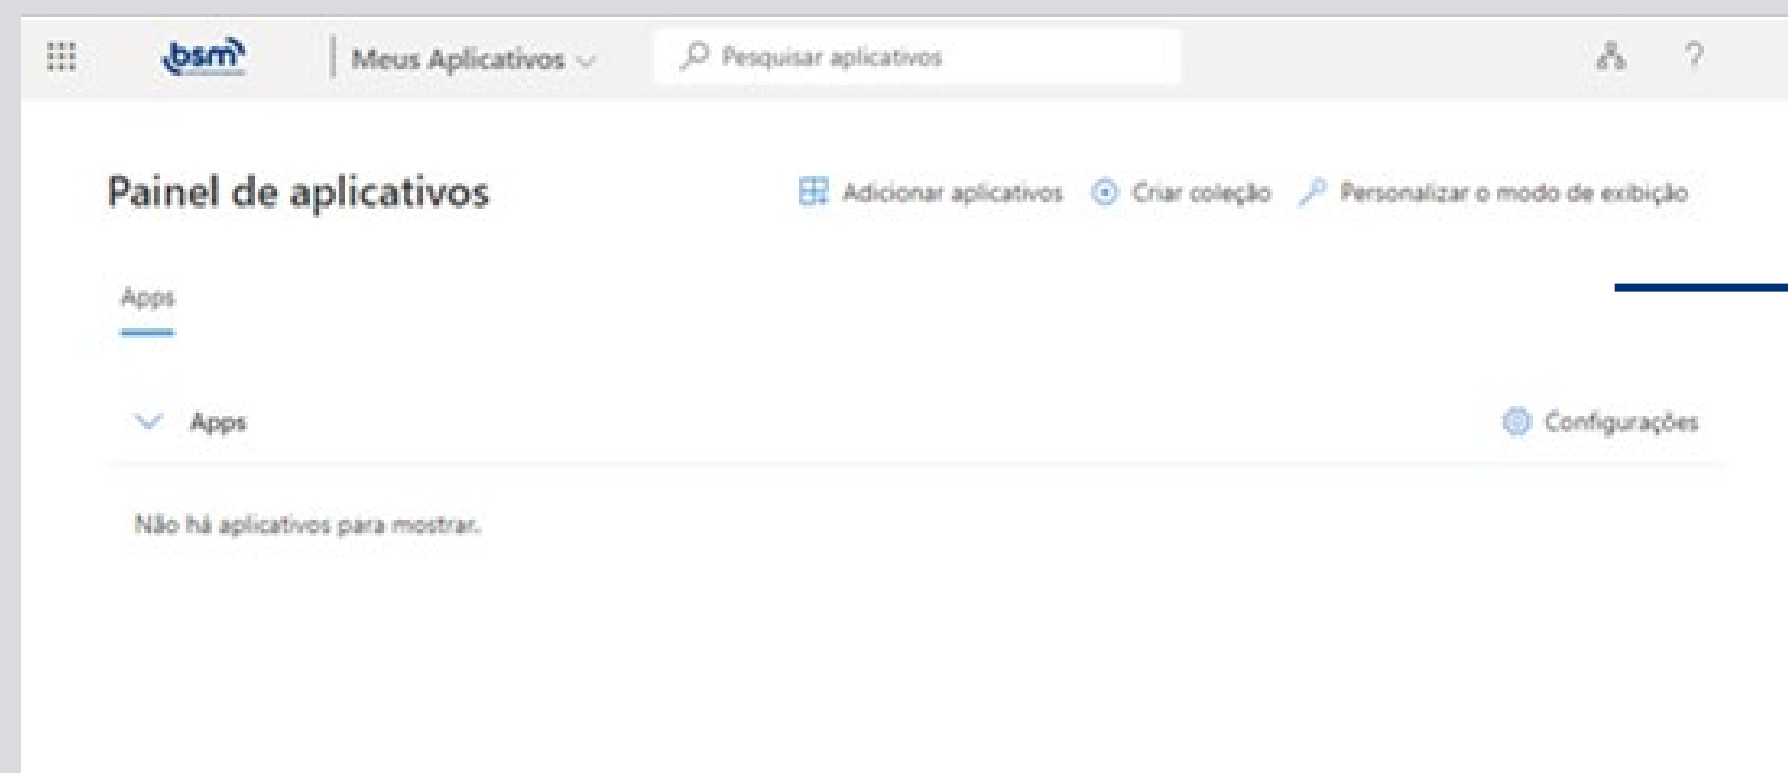 bsm
Meus Aplicativos
Pesquisar aplicativos
?
Painel de aplicativos
Adicionar aplicativos
Criar coleção
Personalizar o modo de exibição
Apps
Apps
Configurações
Não há aplicativos para mostrar.